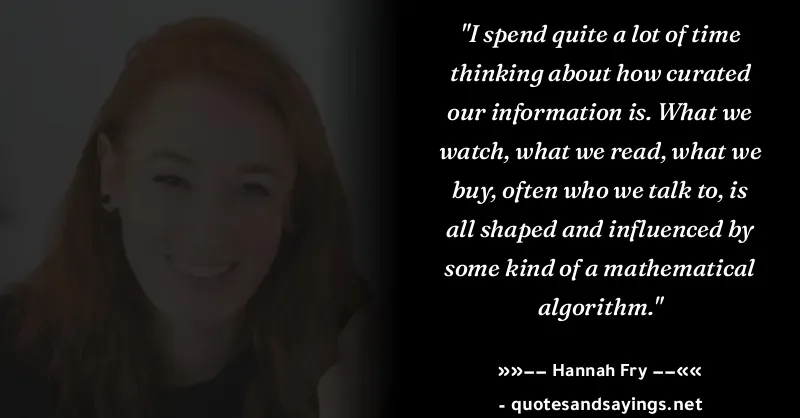 "I spend quite a lot of time
thinking about how curated
our information is. What we
watch, what we read, what we
buy, often who we talk to, is
all shaped and influenced by
some kind of a mathematical
algorithm."
»»–– Hannah Fry ––««
- quotesandsayings.net